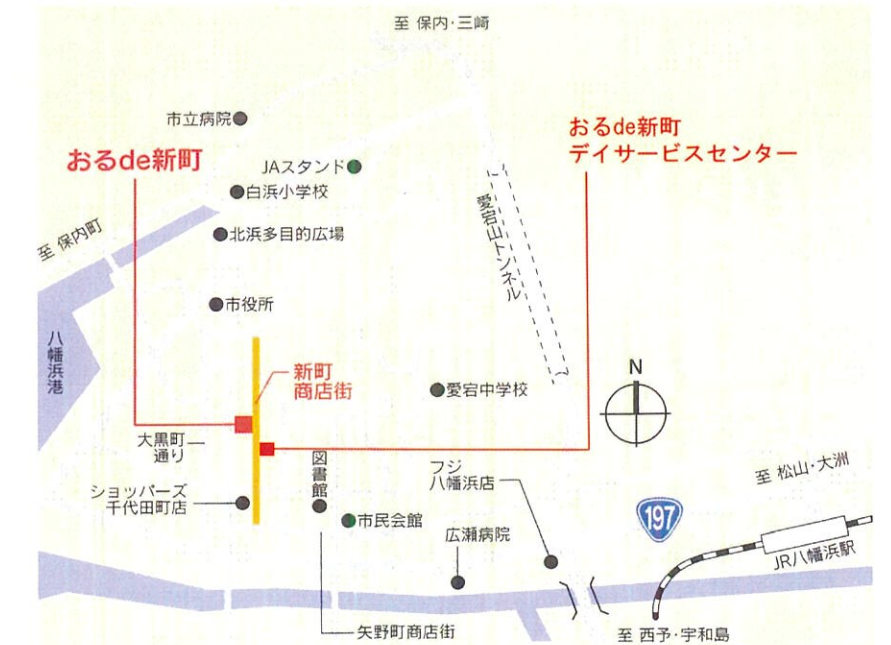 至 保内･三崎
市立病院
おるde新町
デイサービスセンター
おるde新町
JAスタンド
白浜小学校
愛宕山トンネル
北浜多目的広場
至 保内町
市役所
八幡浜港
新町
商店街
N
愛宕中学校
大黒町
通り
図書館
フジ
八幡浜店
至 松山･大洲
ショッパーズ
千代田町店
市民会館
197
広瀬病院
JR八幡浜駅
矢野町商店街
至 西予･宇和島